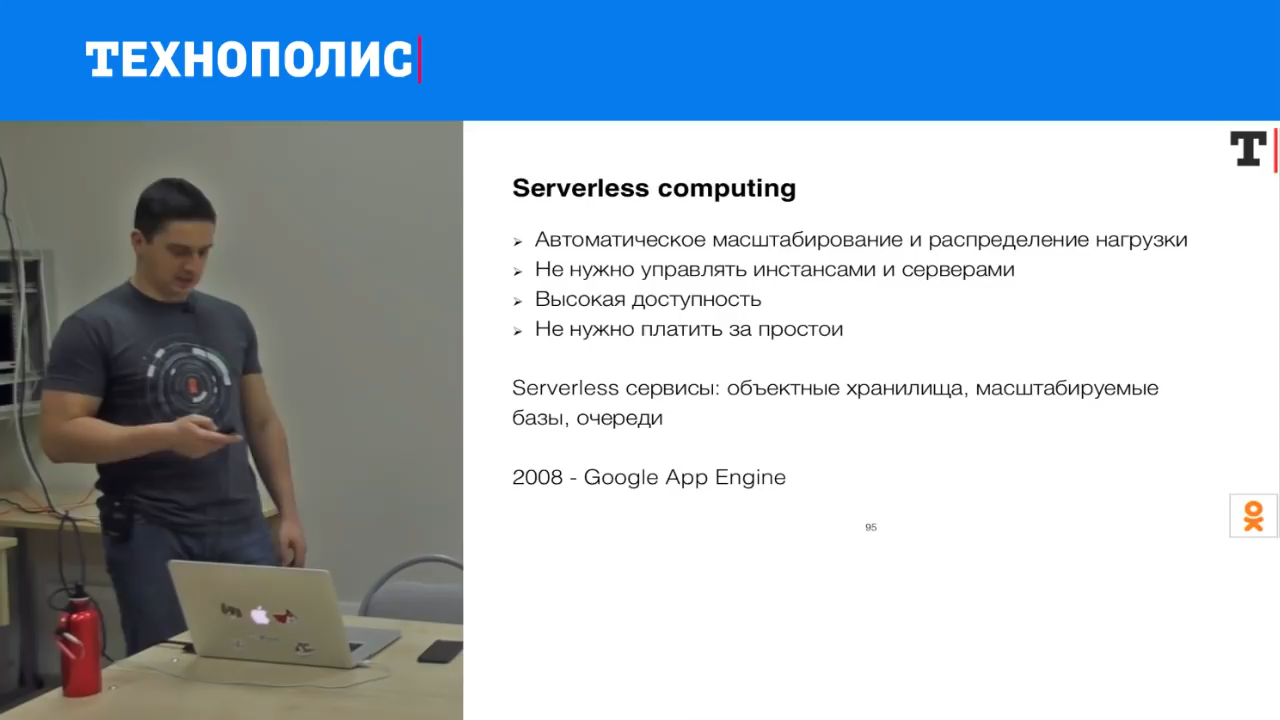 ТЕХНОПОЛИС
T
Serverless computing
Автоматическое масштабирование и распределение нагрузки
Не нужно управлять инстансами и серверами
Высокая доступность
Не нужно платить за простои
Serverless сервисы: объектные хранилища, масштабируемые
базы, очереди
2008 - Google App Engine
95